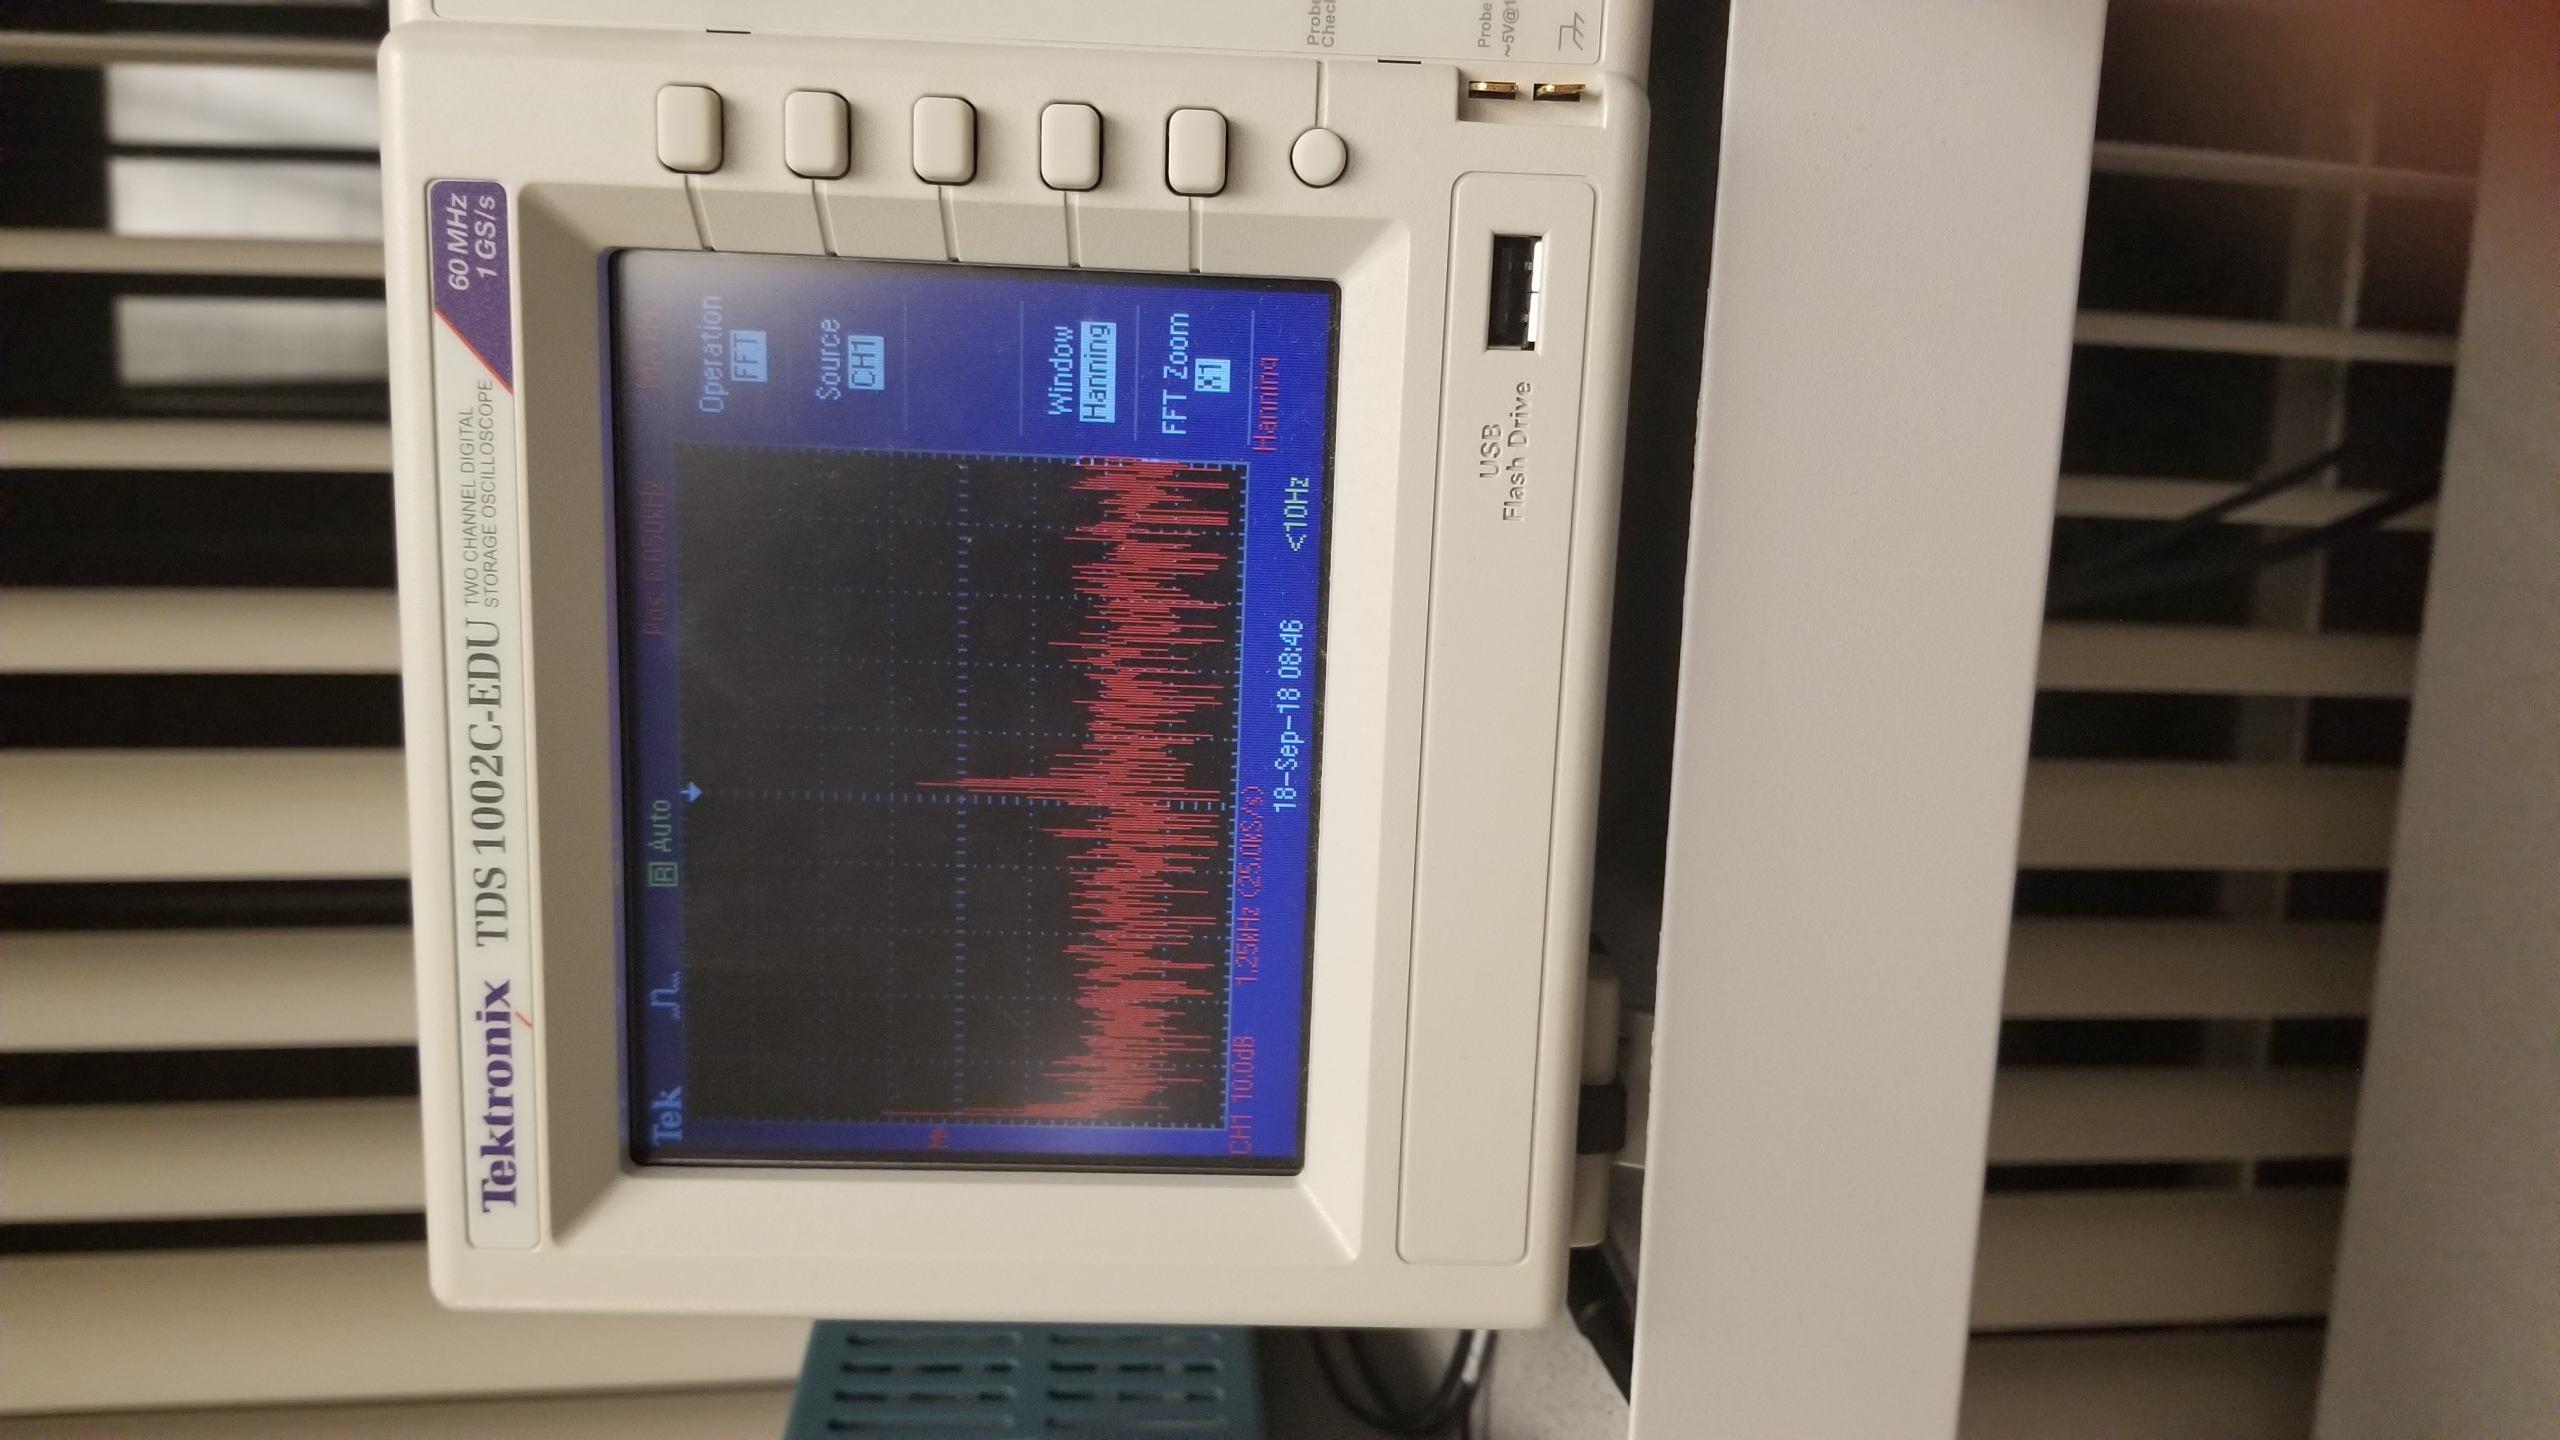 Tektronix TDS 1002C-EDU TWO CHANNEL DIGITAL
STORAGE OSCILLOSCOPE
60 MHz
1 GS/s
Tek R Auto Pos: 6.050kHz MATH
Operation
FFT
Source
CH1
M
Window
Hanning
FFT Zoom
X1
CH1 10.0dB 1.25kHz (25.0kS/s) Hanning
18-Sep-18 08:46 <10Hz
USB
Flash Drive
Probe
Check
Probe
~5V@1